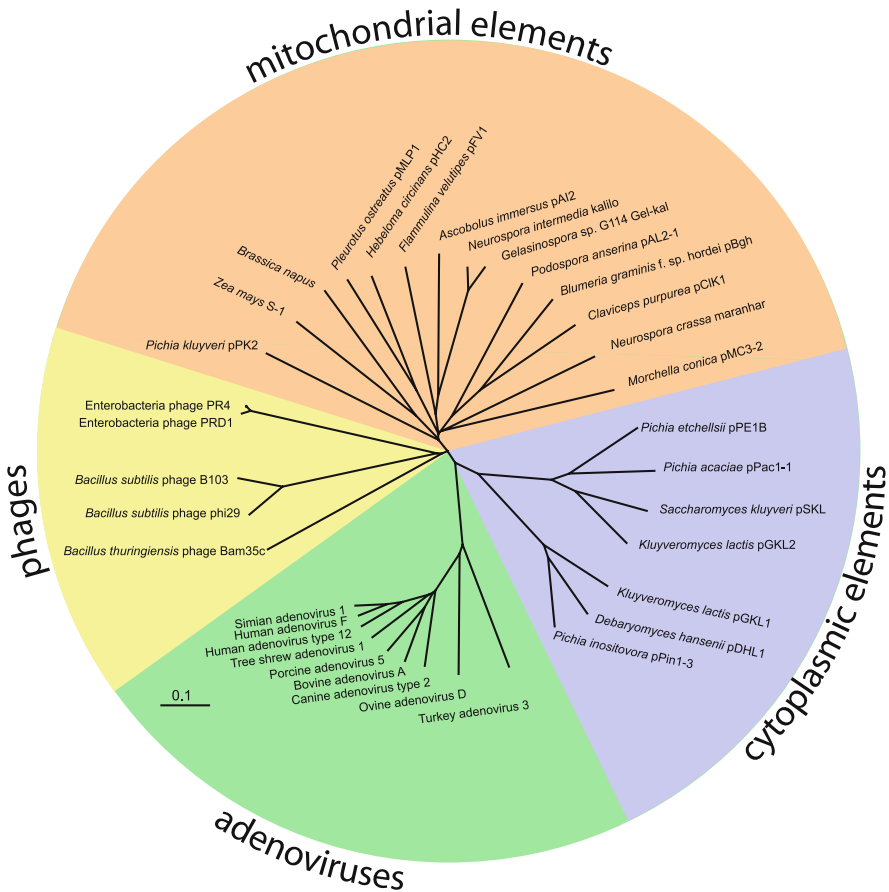 mitochondrial elements
Pleurotus ostreatus pMLP1
Hebeloma circinans pHC2
Flammulina velutipes pFV1
Ascobolus immersus pAI2
Neurospora intermedia kalilo
Gelasinospora sp. G114 Gel-kal
Podospora anserina pAL2-1
Blumeria graminis f. sp. hordei pBgh
Claviceps purpurea pClK1
Neurospora crassa maranhar
Morchella conica pMC3-2
Brassica napus
Zea mays S-1
Pichia kluyveri pPK2
Enterobacteria phage PR4
Enterobacteria phage PRD1
Bacillus subtilis phage B103
Bacillus subtilis phage phi29
Bacillus thuringiensis phage Bam35c
phages
Pichia etchellsii pPE1B
Pichia acaciae pPac1-1
Saccharomyces kluyveri pSKL
Kluyveromyces lactis pGKL2
Kluyveromyces lactis pGKL1
Debaryomyces hansenii pDHL1
Pichia inositovora pPin1-3
cytoplasmic elements
Simian adenovirus 1
Human adenovirus F
Human adenovirus type 12
Tree shrew adenovirus 1
Porcine adenovirus 5
Bovine adenovirus A
Canine adenovirus type 2
Ovine adenovirus D
Turkey adenovirus 3
0.1
adenoviruses